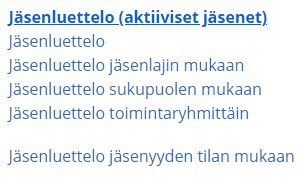 Jäsenluettelo (aktiiviset jäsenet)
Jäsenluettelo
Jäsenluettelo jäsenlajin mukaan
Jäsenluettelo sukupuolen mukaan
Jäsenluettelo toimintaryhmittäin
Jäsenluettelo jäsenyyden tilan mukaan